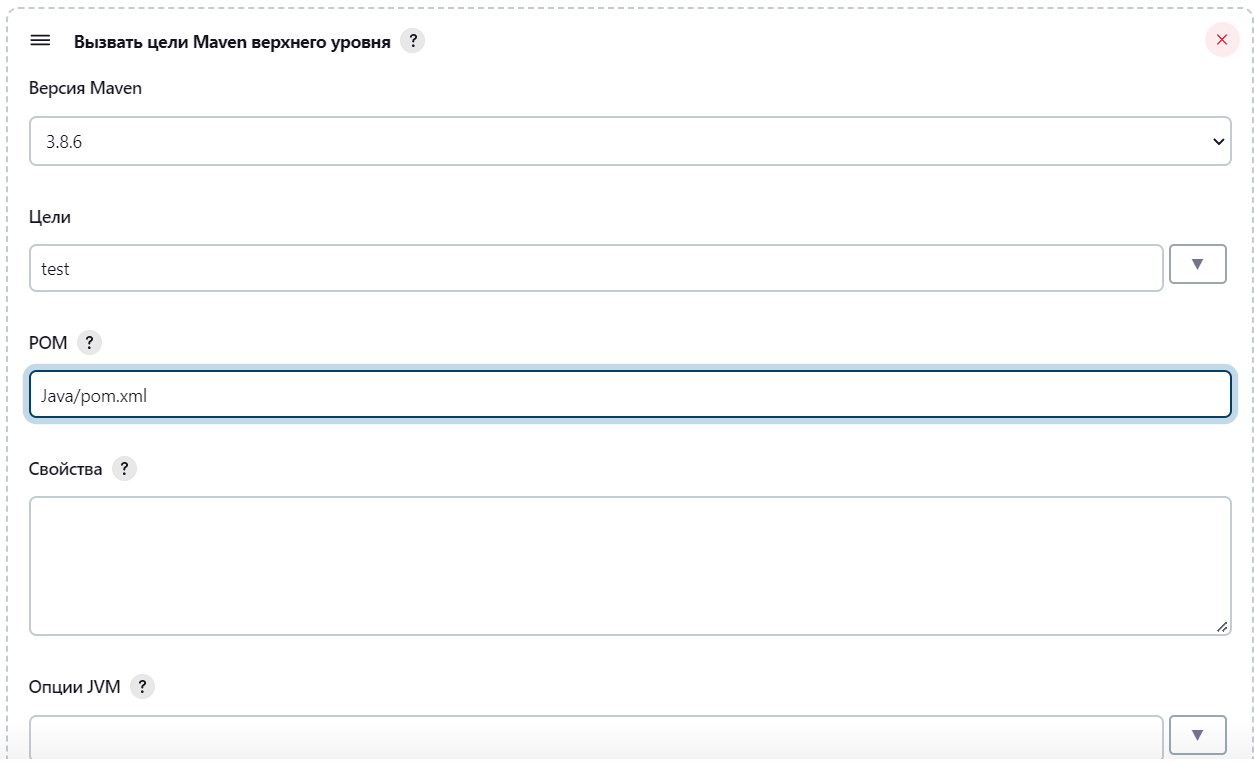 Вызвать цели Maven верхнего уровня ?
Версия Maven
3.8.6
Цели
test
POM ?
Java/pom.xml
Свойства ?
Опции JVM ?